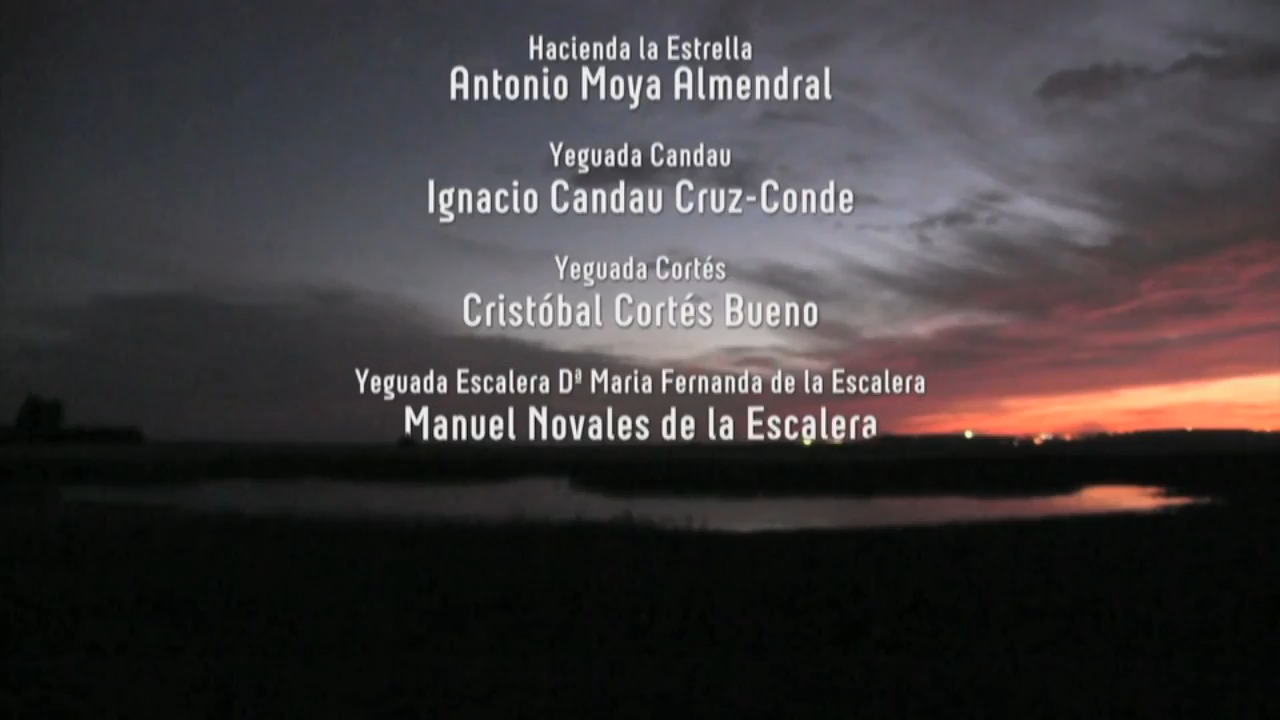 Hacienda la Estrella
Antonio Moya Almendral
Yeguada Candau
Ignacio Candau Cruz-Conde
Yeguada Cortés
Cristóbal Cortés Bueno
Yeguada Escalera Dª Maria Fernanda de la Escalera
Manuel Novales de la Escalera